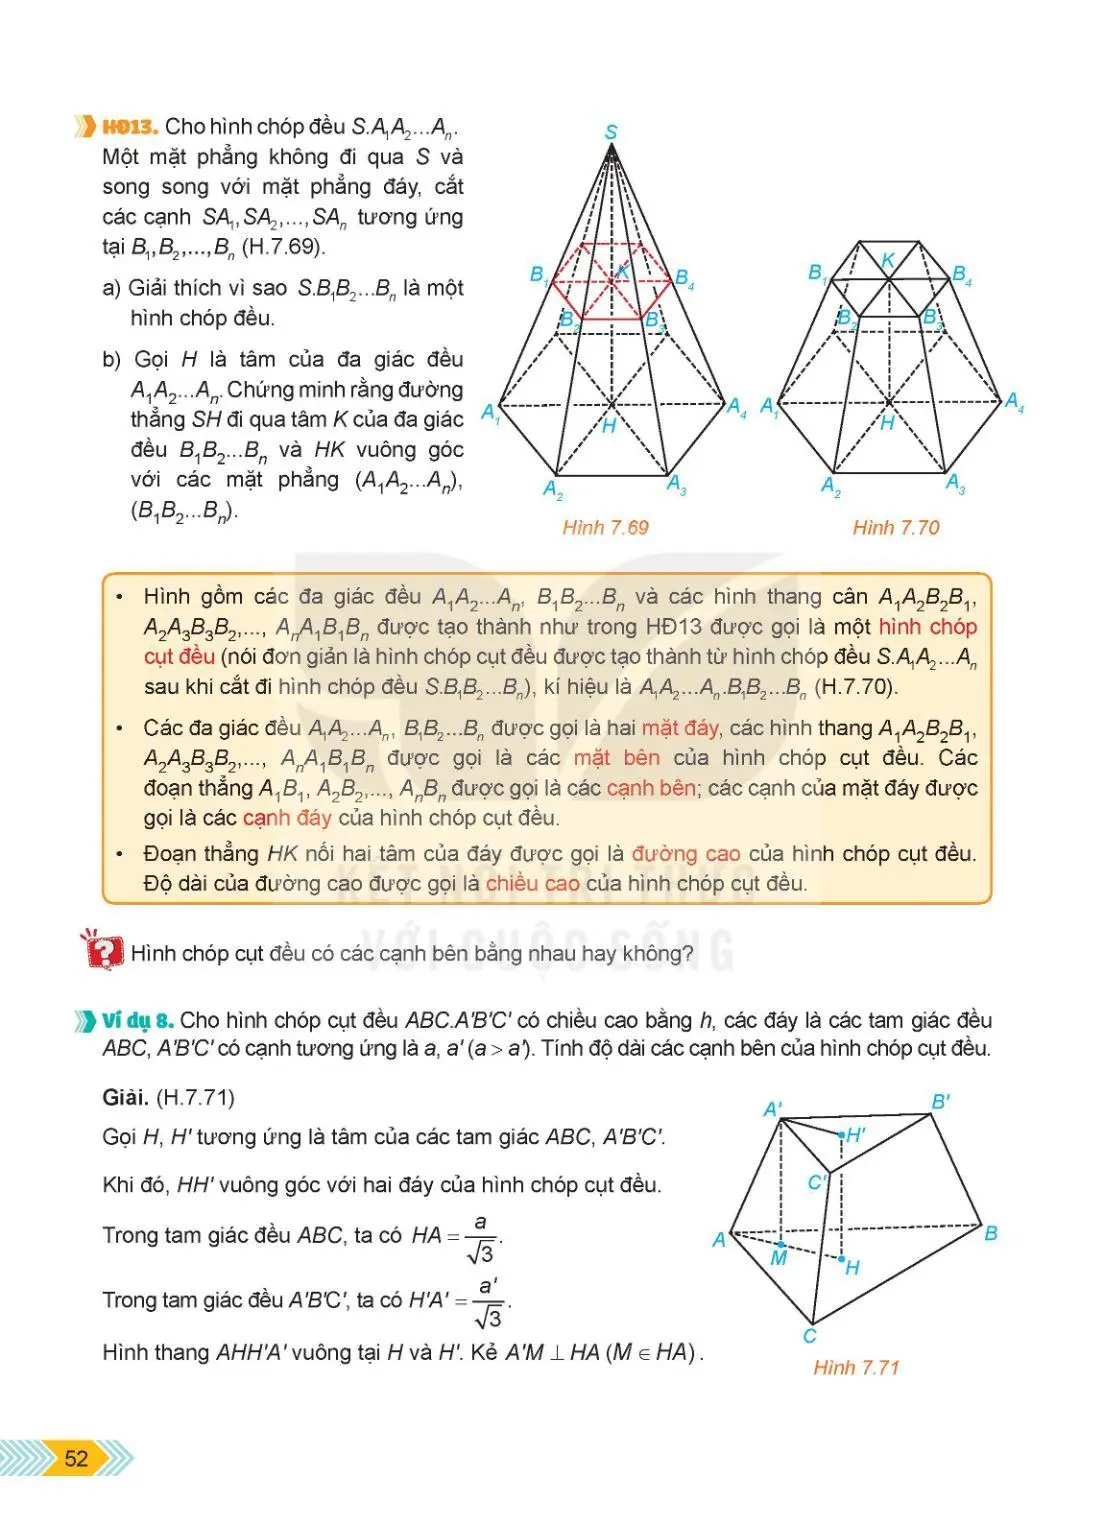 HĐ13. Cho hình chóp đều S.A₁A₂...Aₙ.
Một mặt phẳng không đi qua S và
song song với mặt phẳng đáy, cắt
các cạnh SA₁, SA₂,..., SAₙ tương ứng
tại B₁, B₂,..., Bₙ (H.7.69).
a) Giải thích vì sao S.B₁B₂...Bₙ là một
hình chóp đều.
b) Gọi H là tâm của đa giác đều
A₁A₂...Aₙ. Chứng minh rằng đường
thẳng SH đi qua tâm K của đa giác
đều B₁B₂...Bₙ và HK vuông góc
với các mặt phẳng (A₁A₂...Aₙ),
(B₁B₂...Bₙ).
S
B₁ K B₄
B₂ B₃
A₁ H A₄
A₂ A₃
Hình 7.69
B₁ K B₄
B₂ B₃
A₁ H A₄
A₂ A₃
Hình 7.70
• Hình gồm các đa giác đều A₁A₂...Aₙ, B₁B₂...Bₙ và các hình thang cân A₁A₂B₂B₁,
A₂A₃B₃B₂,..., AₙA₁B₁Bₙ được tạo thành như trong HĐ13 được gọi là một hình chóp
cụt đều (nói đơn giản là hình chóp cụt đều được tạo thành từ hình chóp đều S.A₁A₂...Aₙ
sau khi cắt đi hình chóp đều S.B₁B₂...Bₙ), kí hiệu là A₁A₂...Aₙ.B₁B₂...Bₙ (H.7.70).
• Các đa giác đều A₁A₂...Aₙ, B₁B₂...Bₙ được gọi là hai mặt đáy, các hình thang A₁A₂B₂B₁,
A₂A₃B₃B₂,..., AₙA₁B₁Bₙ được gọi là các mặt bên của hình chóp cụt đều. Các
đoạn thẳng A₁B₁, A₂B₂,..., AₙBₙ được gọi là các cạnh bên; các cạnh của mặt đáy được
gọi là các cạnh đáy của hình chóp cụt đều.
• Đoạn thẳng HK nối hai tâm của đáy được gọi là đường cao của hình chóp cụt đều.
Độ dài của đường cao được gọi là chiều cao của hình chóp cụt đều.
KẾT NỐI TRI THỨC
VỚI CUỘC SỐNG
? Hình chóp cụt đều có các cạnh bên bằng nhau hay không?
Ví dụ 8. Cho hình chóp cụt đều ABC.A'B'C' có chiều cao bằng h, các đáy là các tam giác đều
ABC, A'B'C' có cạnh tương ứng là a, a' (a > a'). Tính độ dài các cạnh bên của hình chóp cụt đều.
Giải. (H.7.71)
Gọi H, H' tương ứng là tâm của các tam giác ABC, A'B'C'.
Khi đó, HH' vuông góc với hai đáy của hình chóp cụt đều.
Trong tam giác đều ABC, ta có HA = a/√3.
Trong tam giác đều A'B'C', ta có H'A' = a'/√3.
Hình thang AHH'A' vuông tại H và H'. Kẻ A'M ⊥ HA (M ∈ HA).
A' B'
H'
C'
A B
M H
C
Hình 7.71
52